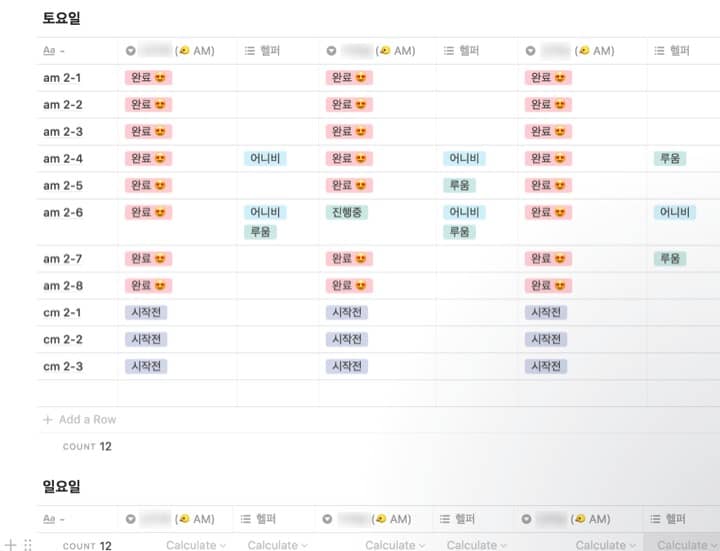 토요일
Aa (🤌 AM) 헬퍼 (🤌 AM) 헬퍼 (🤌 AM) 헬퍼
am 2-1 완료 😍 완료 😍 완료 😍
am 2-2 완료 😍 완료 😍 완료 😍
am 2-3 완료 😍 완료 😍 완료 😍
am 2-4 완료 😍 어니비 완료 😍 어니비 완료 😍 루움
am 2-5 완료 😍 완료 😍 루움 완료 😍
am 2-6 완료 😍 어니비 진행중 어니비 완료 😍 어니비
루움 루움
am 2-7 완료 😍 완료 😍 완료 😍 루움
am 2-8 완료 😍 완료 😍 완료 😍
cm 2-1 시작전 시작전 시작전
cm 2-2 시작전 시작전 시작전
cm 2-3 시작전 시작전 시작전
+ Add a Row
COUNT 12
일요일
Aa (🤌 AM) 헬퍼 (🤌 AM) 헬퍼 (🤌 AM) 헬퍼
COUNT 12 Calculate Calculate Calculate Calculate Calculate Calculate